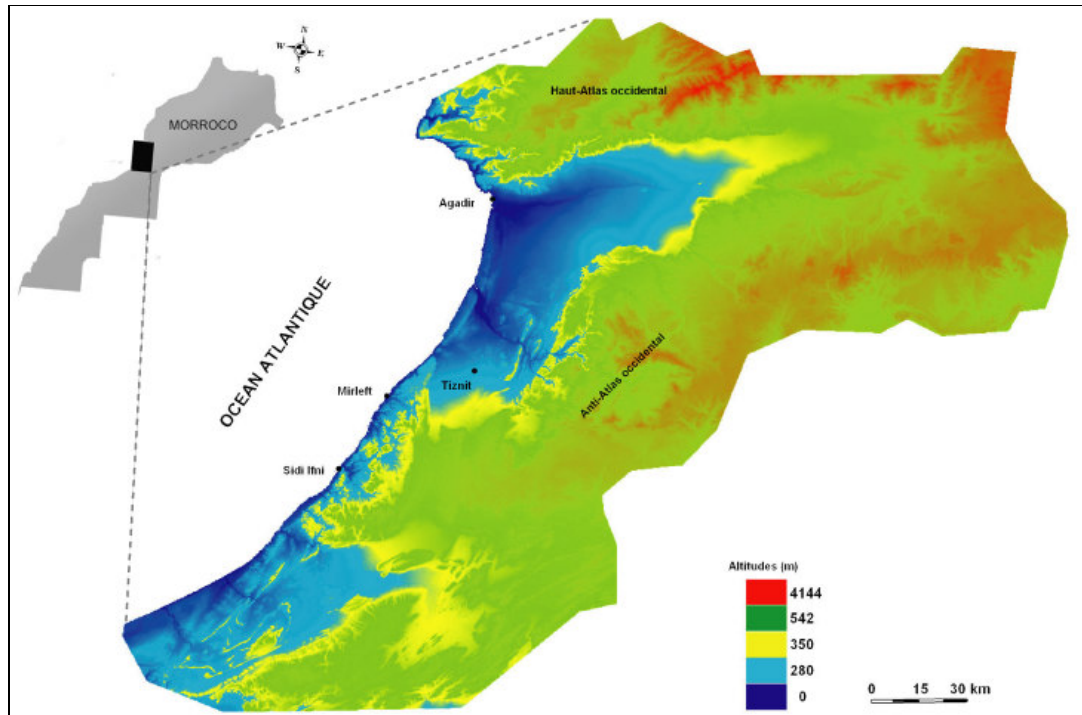 N
W
E
S
MORROCO
Haut-Atlas occidental
Agadir
OCEAN ATLANTIQUE
Anti-Atlas occidental
Tiznit
Mirleft
Sidi Ifni
Altitudes (m)
4144
542
350
280
0
0 15 30 km